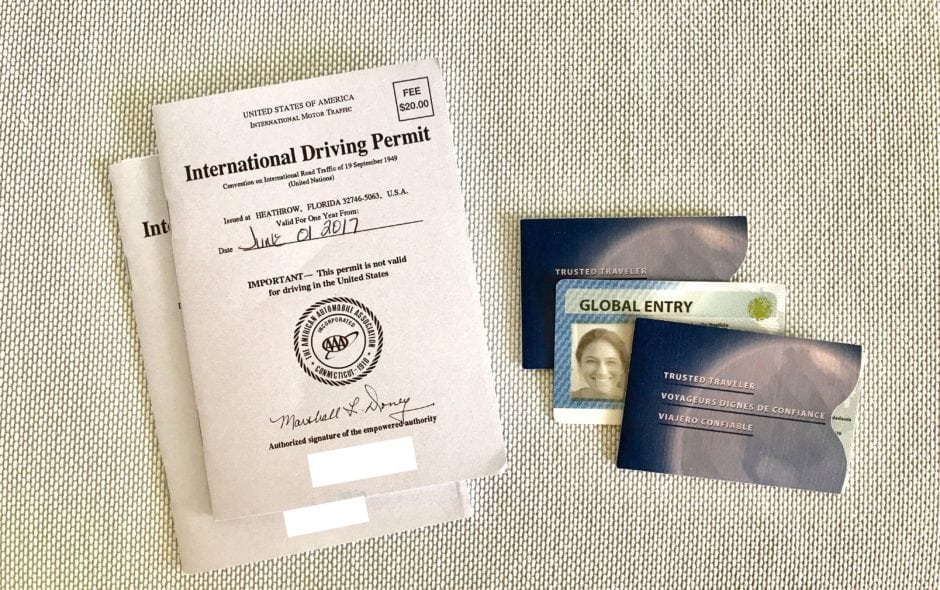 UNITED STATES OF AMERICA
INTERNATIONAL MOTOR TRAFFIC
FEE
$20.00
International Driving Permit
Convention on International Road Traffic of 19 September 1949
(United Nations)
Issued at HEATHROW, FLORIDA 32746-5063, U.S.A.
Valid For One Year From:
Date June 01 2017
IMPORTANT— This permit is not valid
for driving in the United States
THE AMERICAN AUTOMOBILE ASSOCIATION
INCORPORATED
AAA
CONNECTICUT - 1910
Marshall L. Doney
Authorized signature of the empowered authority
Int
TRUSTED TRAVELER
GLOBAL ENTRY
TRUSTED TRAVELER
VOYAGEURS DIGNES DE CONFIANCE
VIAJERO CONFIABLE